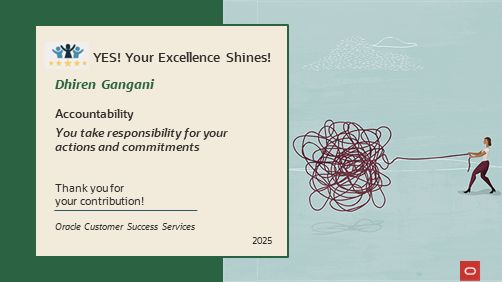 YES! Your Excellence Shines!
Dhiren Gangani
Accountability
You take responsibility for your
actions and commitments
Thank you for
your contribution!
Oracle Customer Success Services
2025